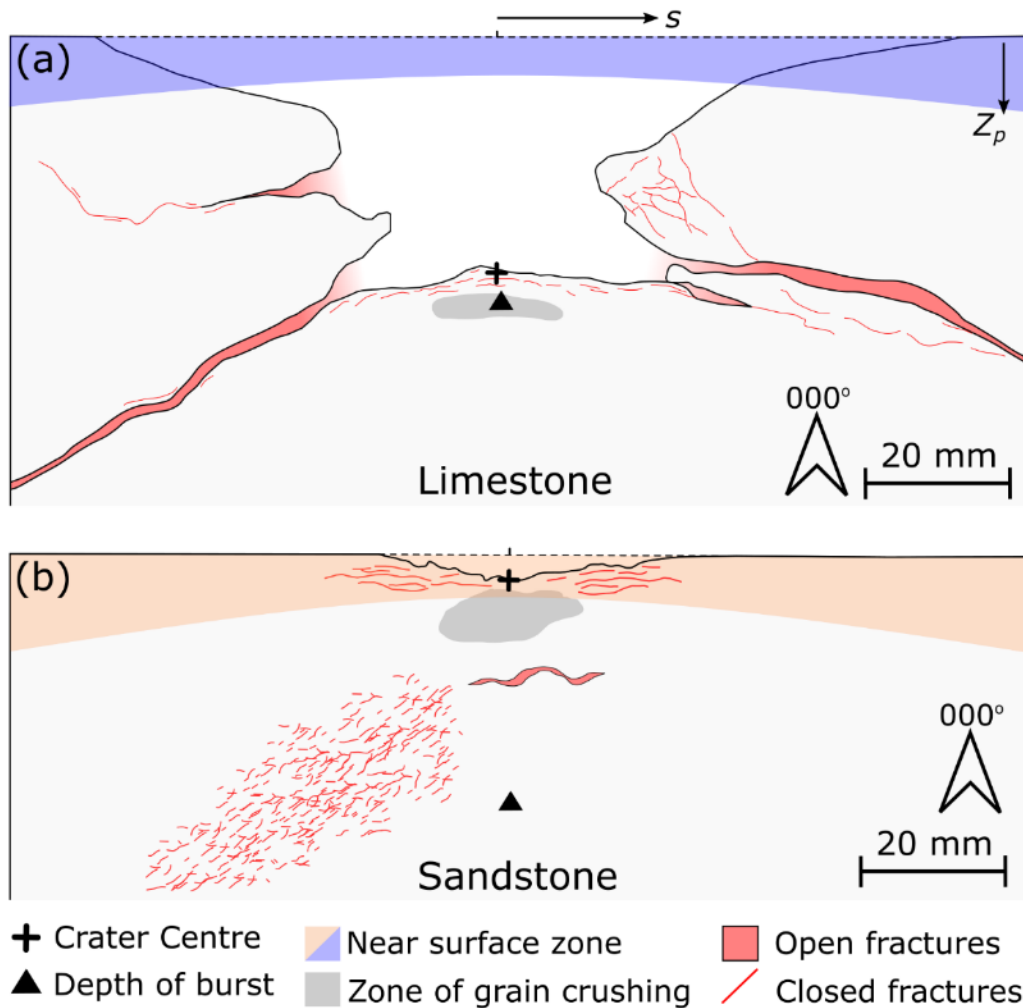 s
(a)
Z_p
000°
20 mm
Limestone
(b)
000°
20 mm
Sandstone
Crater Centre
Near surface zone
Open fractures
Depth of burst
Zone of grain crushing
Closed fractures